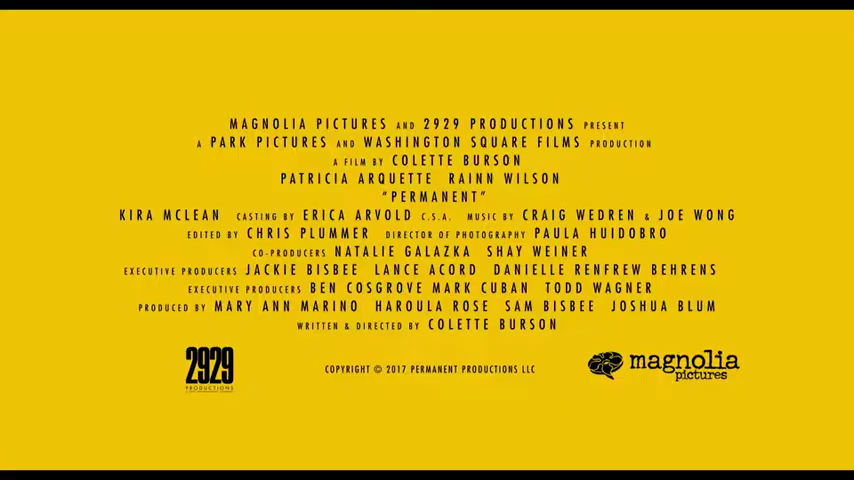 MAGNOLIA PICTURES AND 2929 PRODUCTIONS PRESENT
A PARK PICTURES AND WASHINGTON SQUARE FILMS PRODUCTION
A FILM BY COLETTE BURSON
PATRICIA ARQUETTE RAINN WILSON
"PERMANENT"
KIRA MCLEAN CASTING BY ERICA ARVOLD C.S.A. MUSIC BY CRAIG WEDREN & JOE WONG
EDITED BY CHRIS PLUMMER DIRECTOR OF PHOTOGRAPHY PAULA HUIDOBRO
CO-PRODUCERS NATALIE GALAZKA SHAY WEINER
EXECUTIVE PRODUCERS JACKIE BISBEE LANCE ACORD DANIELLE RENFREW BEHRENS
EXECUTIVE PRODUCERS BEN COSGROVE MARK CUBAN TODD WAGNER
PRODUCED BY MARY ANN MARINO HAROULA ROSE SAM BISBEE JOSHUA BLUM
WRITTEN & DIRECTED BY COLETTE BURSON
2929
PRODUCTIONS
COPYRIGHT © 2017 PERMANENT PRODUCTIONS LLC
magnolia
pictures